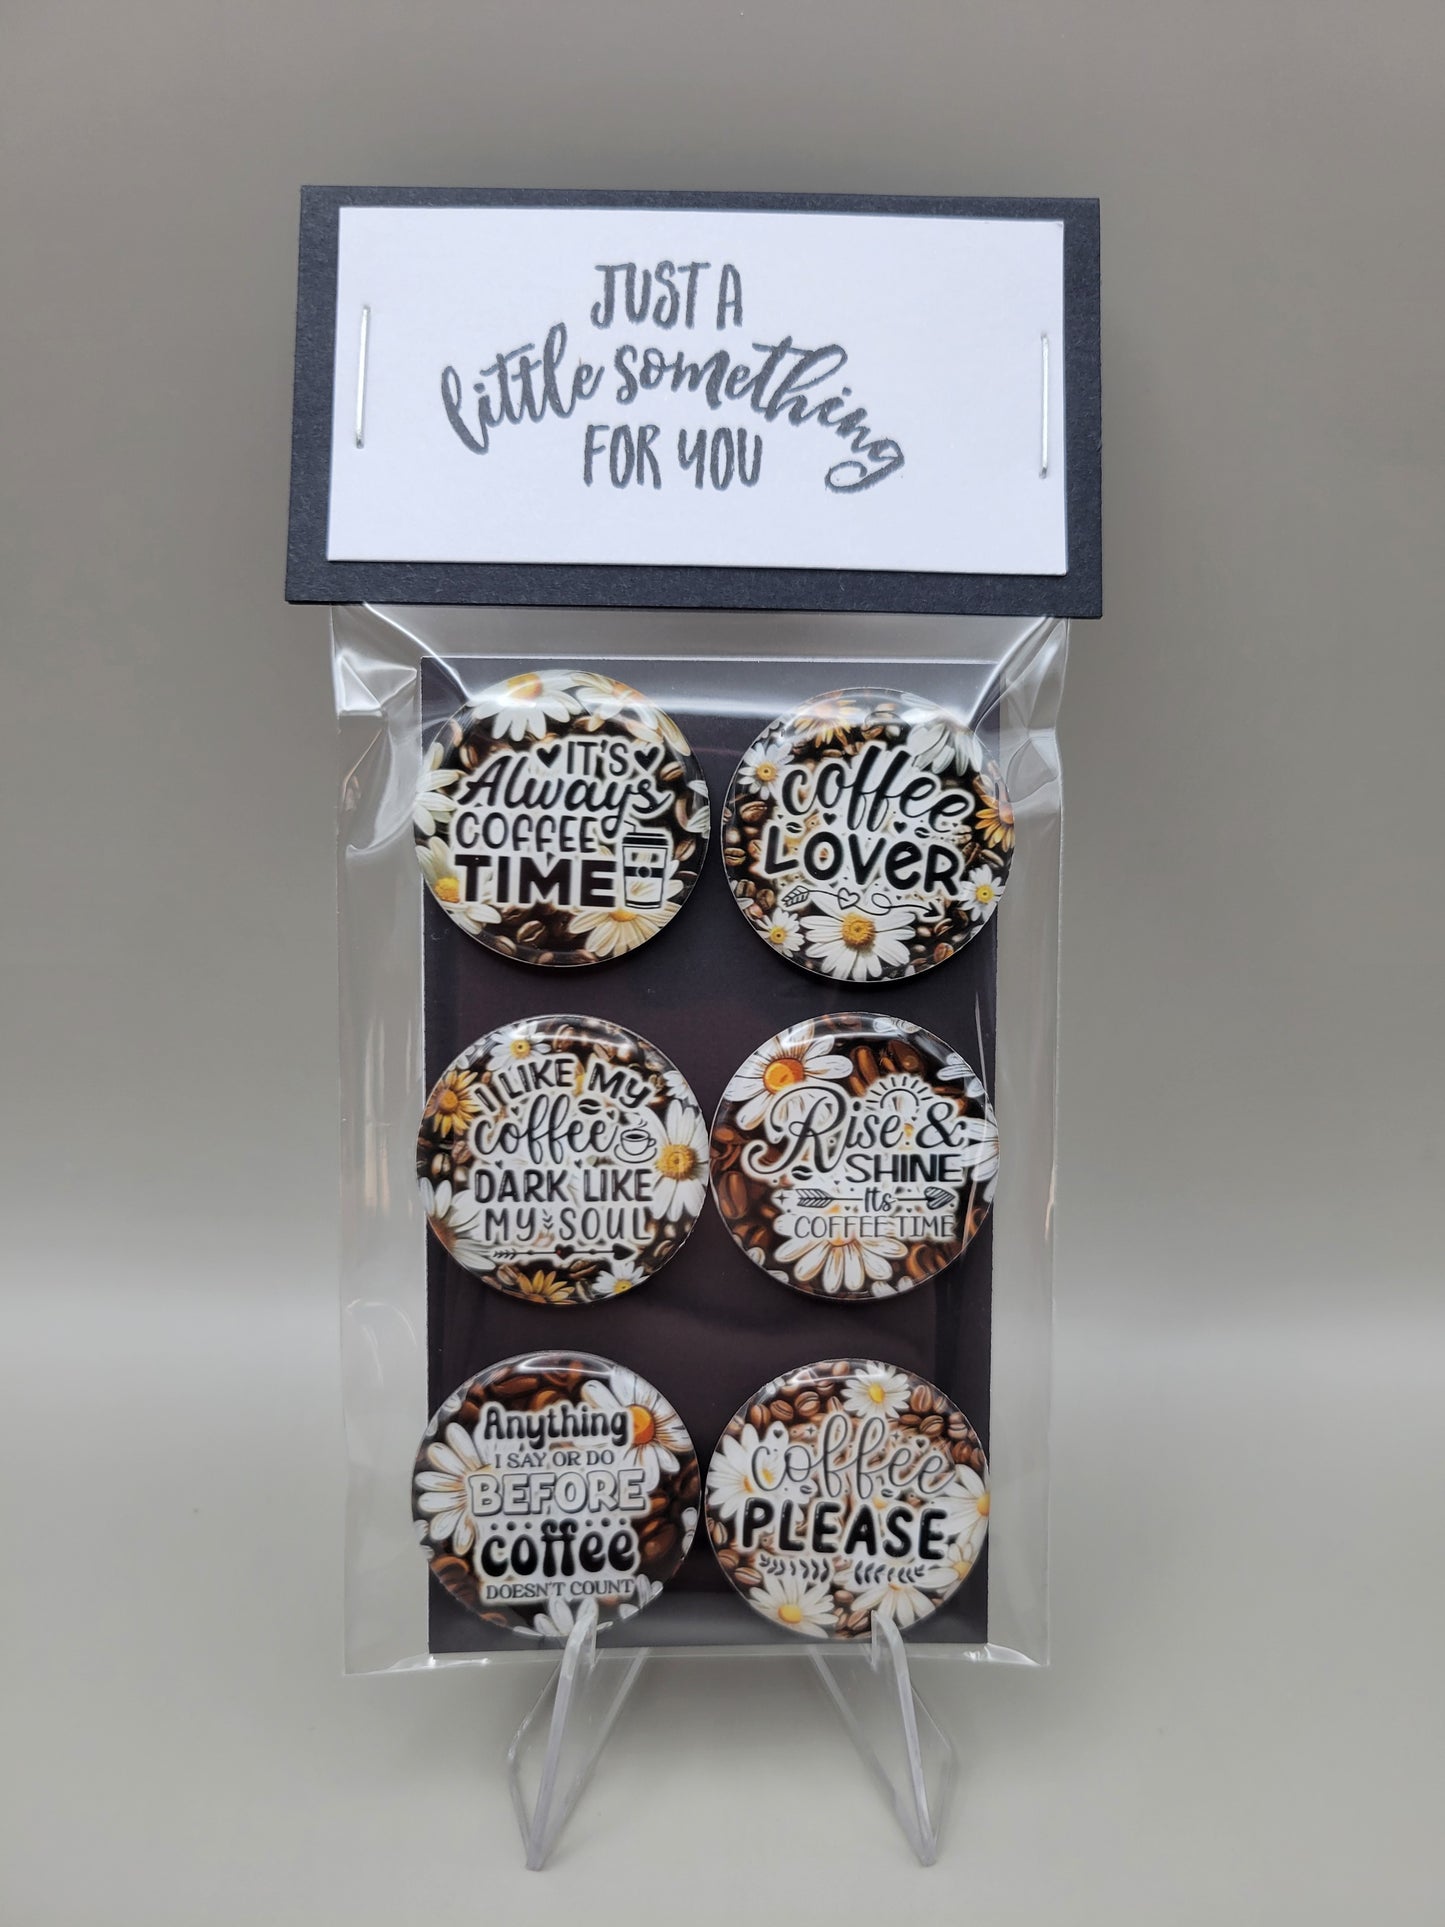 JUST A
little something
FOR YOU
IT'S
Always
COFFEE
TIME
coffee
LOVER
I LIKE MY
coffee
DARK LIKE
MY SOUL
Rise &
SHINE
Its
COFFEE TIME
Anything
I SAY OR DO
BEFORE
coffee
DOESN'T COUNT
coffee
PLEASE